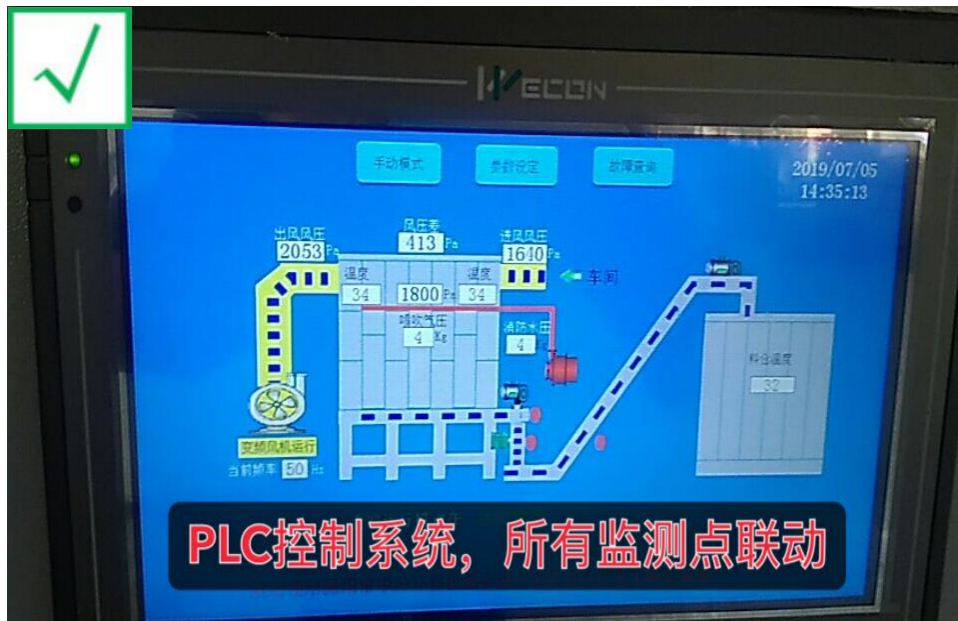 WECON
手动模式
参数设定
故障查询
2019/07/05
14:35:13
出风风压
2053 Pa
风压差
413 Pa
进风风压
1640 Pa
车间
温度
34
1800 Pa
温度
34
喷吹气压
4 Kg
消防水压
4 Kg
料仓温度
32
变频风机运行
当前频率 50 Hz
PLC控制系统，所有监测点联动